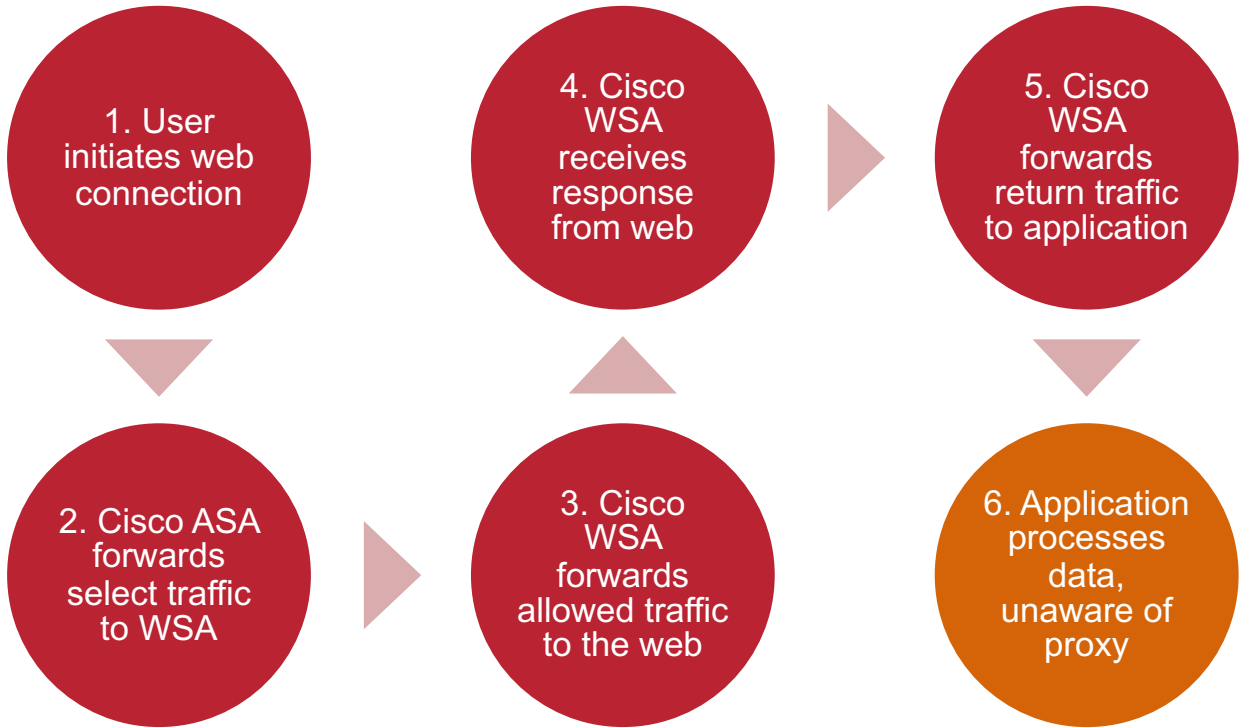 1. User
initiates web
connection
2. Cisco ASA
forwards
select traffic
to WSA
3. Cisco
WSA
forwards
allowed traffic
to the web
4. Cisco
WSA
receives
response
from web
5. Cisco
WSA
forwards
return traffic
to application
6. Application
processes
data,
unaware of
proxy